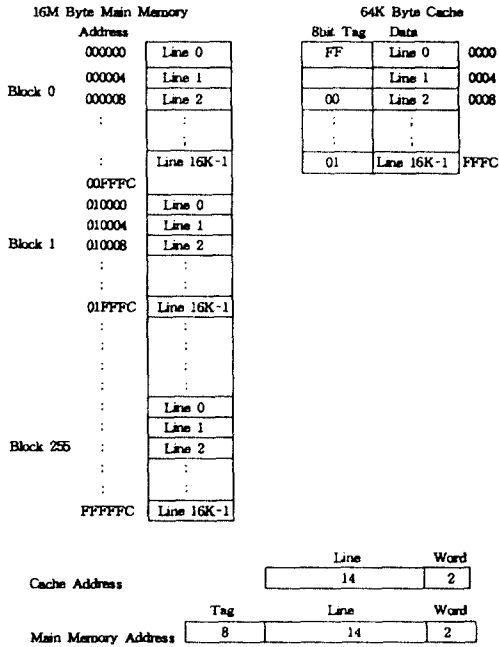 16M Byte Main Memory
Address
000000 Line 0
000004 Line 1
Block 0 000008 Line 2
: :
: Line 16K-1
00FFFC
010000 Line 0
010004 Line 1
Block 1 010008 Line 2
: :
: :
01FFFC Line 16K-1
: :
: :
: :
: :
: Line 0
: Line 1
Block 255 : Line 2
: :
: :
FFFFFC Line 16K-1
64K Byte Cache
8bit Tag Data
FF Line 0 0000
Line 1 0004
00 Line 2 0008
: :
: :
01 Line 16K-1 FFFC
Line Word
Cache Address 14 2
Tag Line Word
Main Memory Address 8 14 2